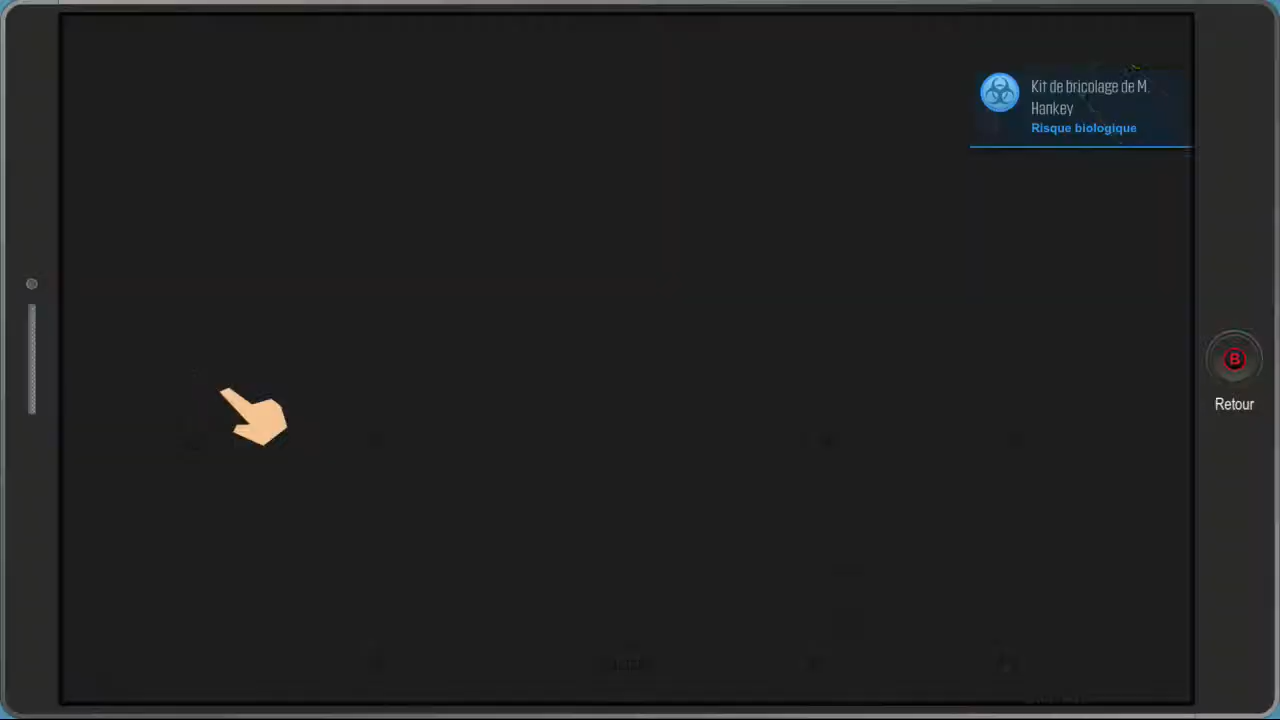 Kit de bricolage de M.
Hankey
Risque biologique
B
Retour